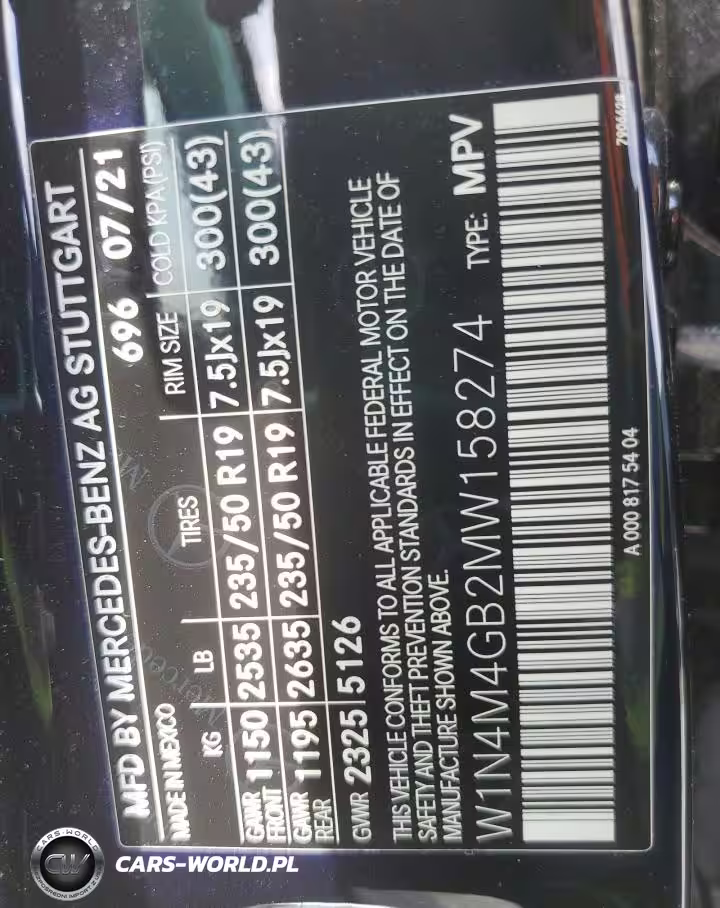 MFD BY MERCEDES-BENZ AG STUTTGART
MADE IN MEXICO 696 07/21
KG LB TIRES RIM SIZE COLD KPA(PSI)
GAWR FRONT 1150 2535 235/50 R19 7.5Jx19 300(43)
GAWR REAR 1195 2635 235/50 R19 7.5Jx19 300(43)
GVWR 2325 5126
THIS VEHICLE CONFORMS TO ALL APPLICABLE FEDERAL MOTOR VEHICLE
SAFETY AND THEFT PREVENTION STANDARDS IN EFFECT ON THE DATE OF
MANUFACTURE SHOWN ABOVE.
W1N4M4GB2MW158274 TYPE: MPV
A 000 817 54 04
CARS-WORLD
CW
CARS-WORLD.PL